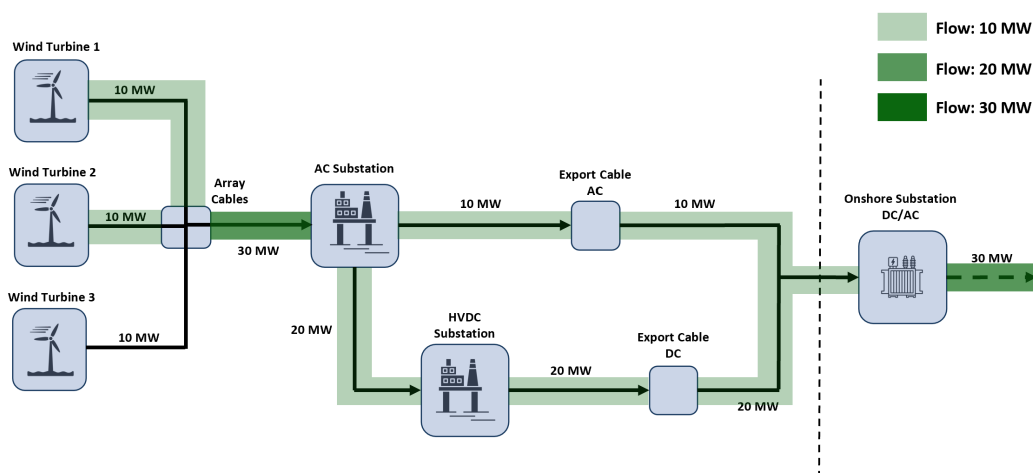 Flow: 10 MW
Flow: 20 MW
Flow: 30 MW
Wind Turbine 1
10 MW
Wind Turbine 2
10 MW
Array
Cables
30 MW
Wind Turbine 3
10 MW
AC Substation
10 MW
Export Cable
AC
10 MW
20 MW
HVDC
Substation
20 MW
Export Cable
DC
20 MW
Onshore Substation
DC/AC
30 MW